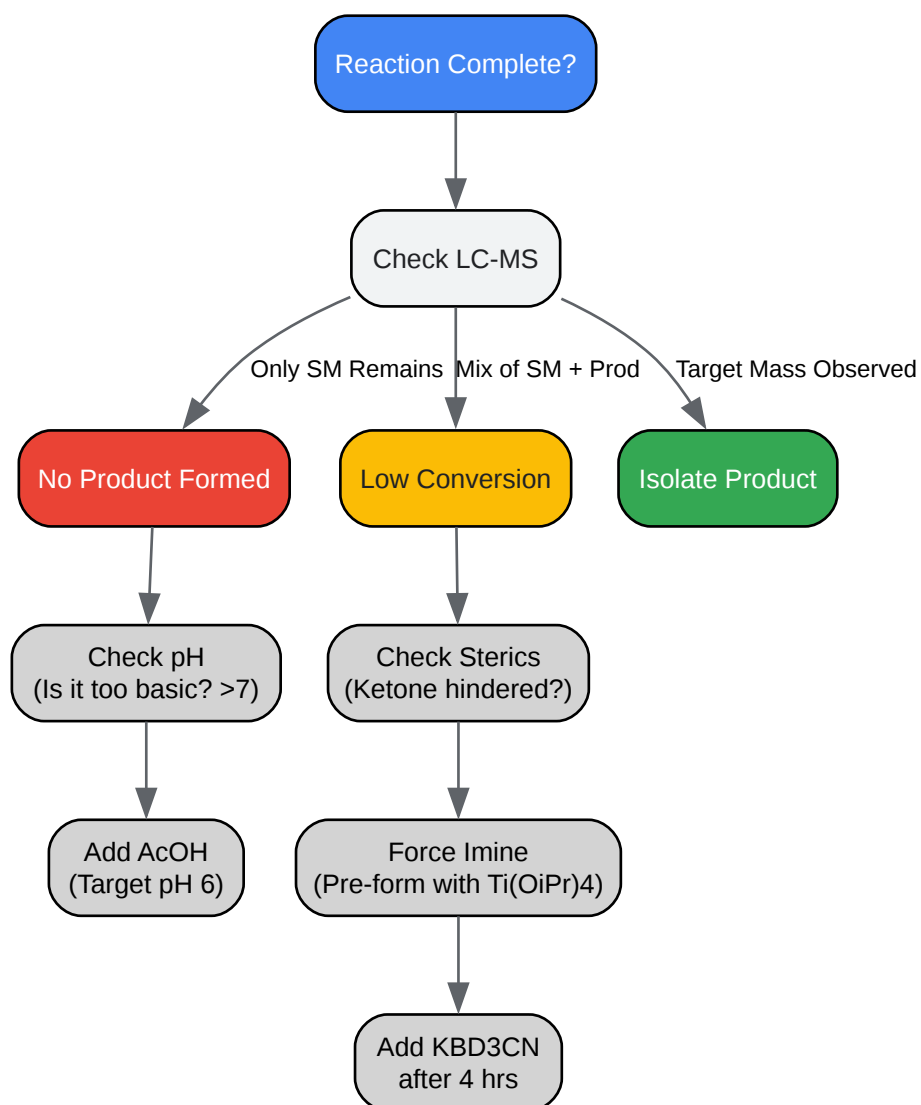 Reaction Complete?
Check LC-MS
Only SM Remains
Mix of SM + Prod
Target Mass Observed
No Product Formed
Low Conversion
Isolate Product
Check pH
(Is it too basic? >7)
Check Sterics
(Ketone hindered?)
Add AcOH
(Target pH 6)
Force Imine
(Pre-form with Ti(OiPr)4)
Add KBD3CN
after 4 hrs